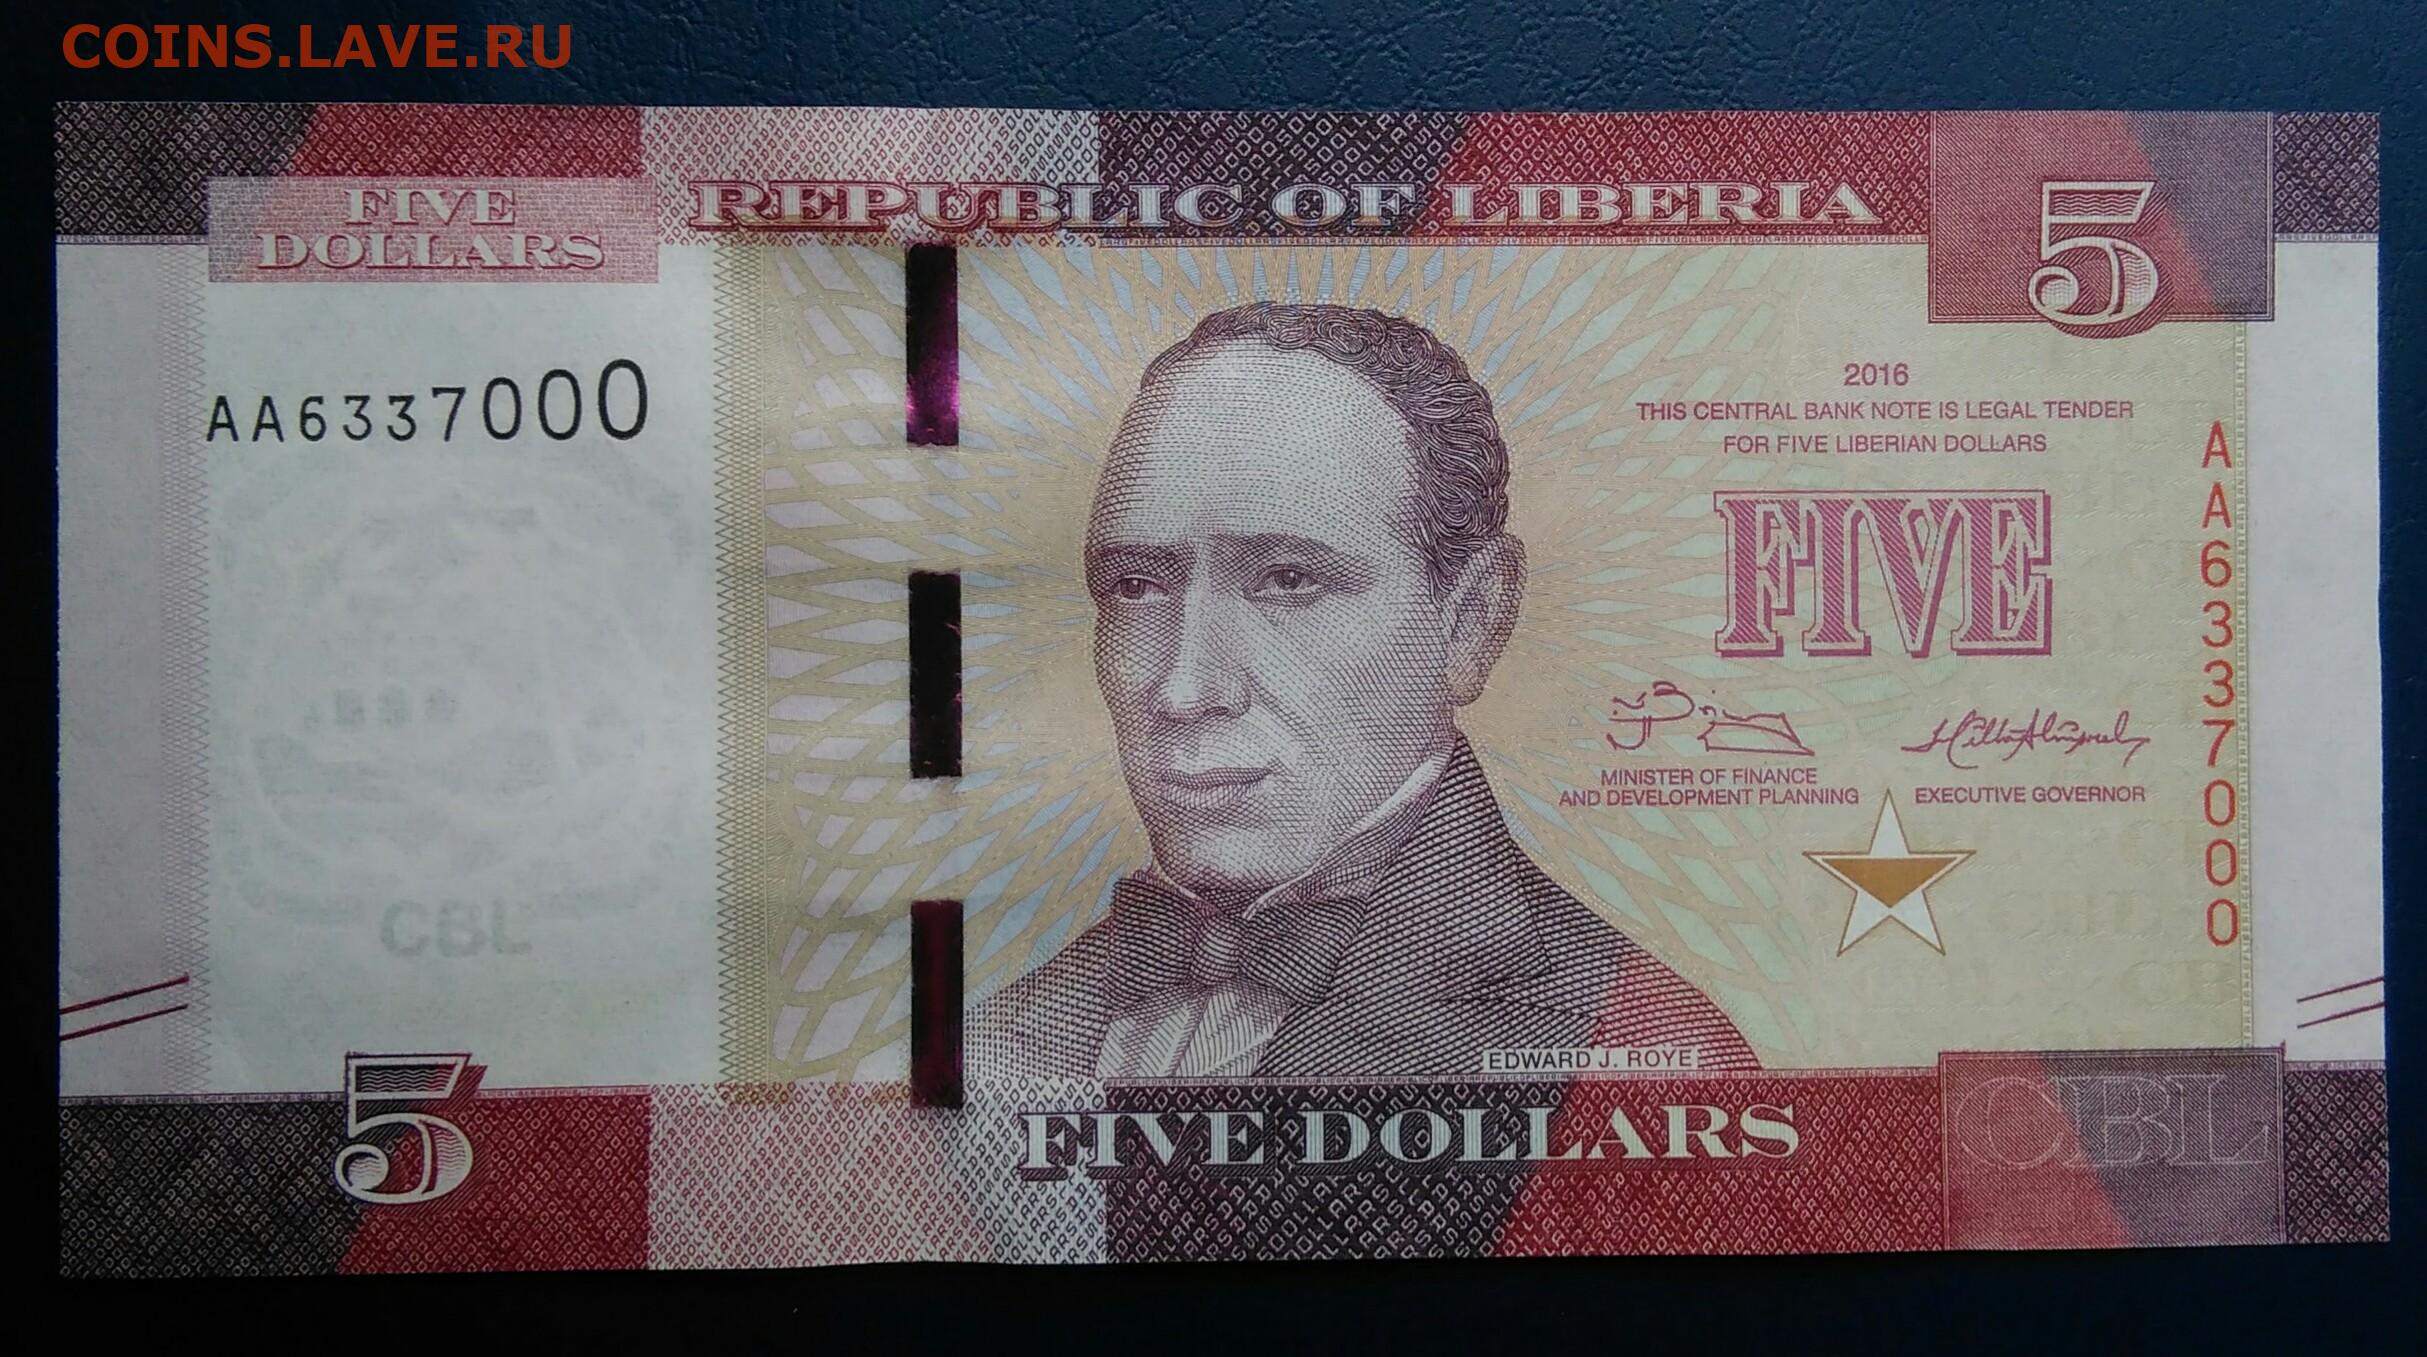 COINS.LAVE.RU
FIVE
DOLLARS
REPUBLIC OF LIBERIA
5
AA6337000
2016
THIS CENTRAL BANK NOTE IS LEGAL TENDER
FOR FIVE LIBERIAN DOLLARS
FIVE
AA6337000
MINISTER OF FINANCE
AND DEVELOPMENT PLANNING
EXECUTIVE GOVERNOR
CBL
EDWARD J. ROYE
5
FIVE DOLLARS
CBL